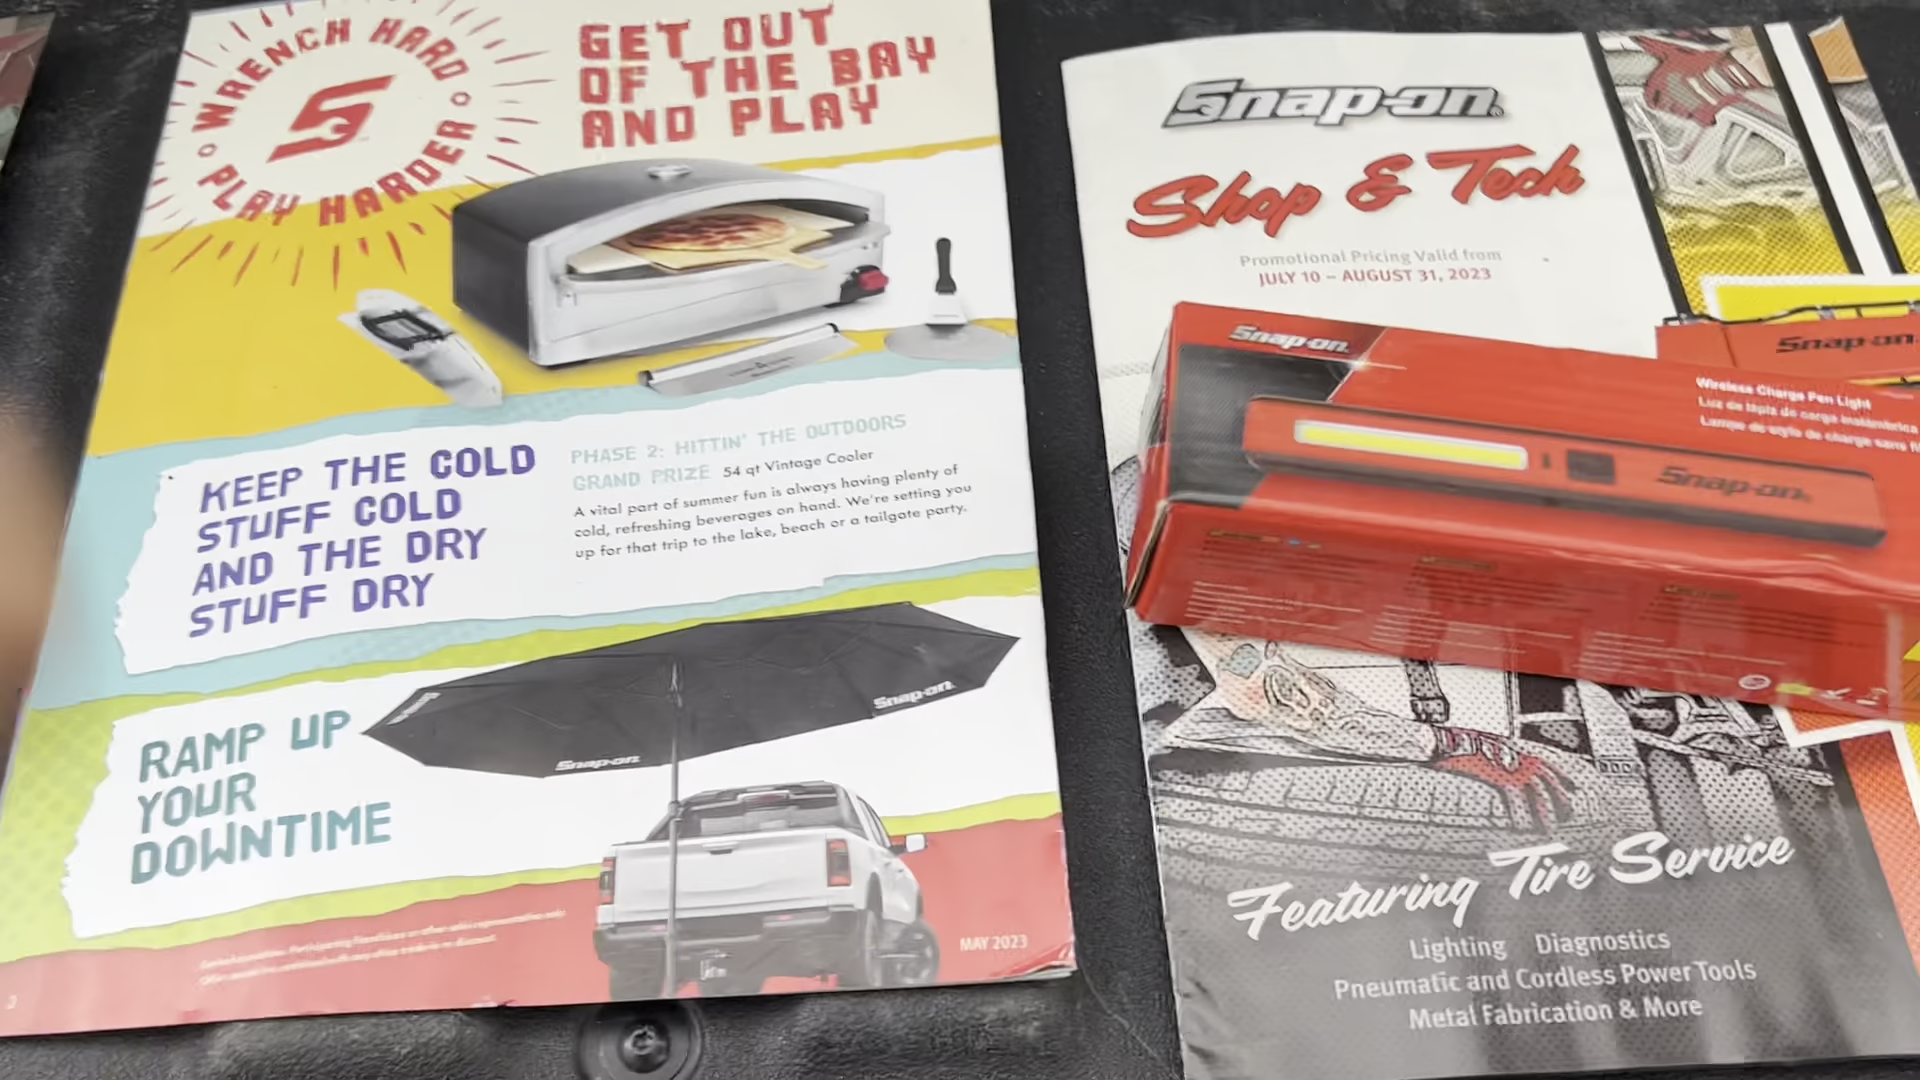 WRENCH HARD
PLAY HARDER
GET OUT
OF THE BAY
AND PLAY
KEEP THE COLD
STUFF COLD
AND THE DRY
STUFF DRY
PHASE 2: HITTIN' THE OUTDOORS
GRAND PRIZE 54 qt Vintage Cooler
A vital part of summer fun is always having plenty of
cold, refreshing beverages on hand. We're setting you
up for that trip to the lake, beach or a tailgate party.
Snap-on
Snap-on
RAMP UP
YOUR
DOWNTIME
MAY 2023
Snap-on
Shop & Tech
Promotional Pricing Valid from
JULY 10 – AUGUST 31, 2023
Snap-on
Snap-on
Wireless Charge Pen Light
Snap-on
Featuring Tire Service
Lighting Diagnostics
Pneumatic and Cordless Power Tools
Metal Fabrication & More